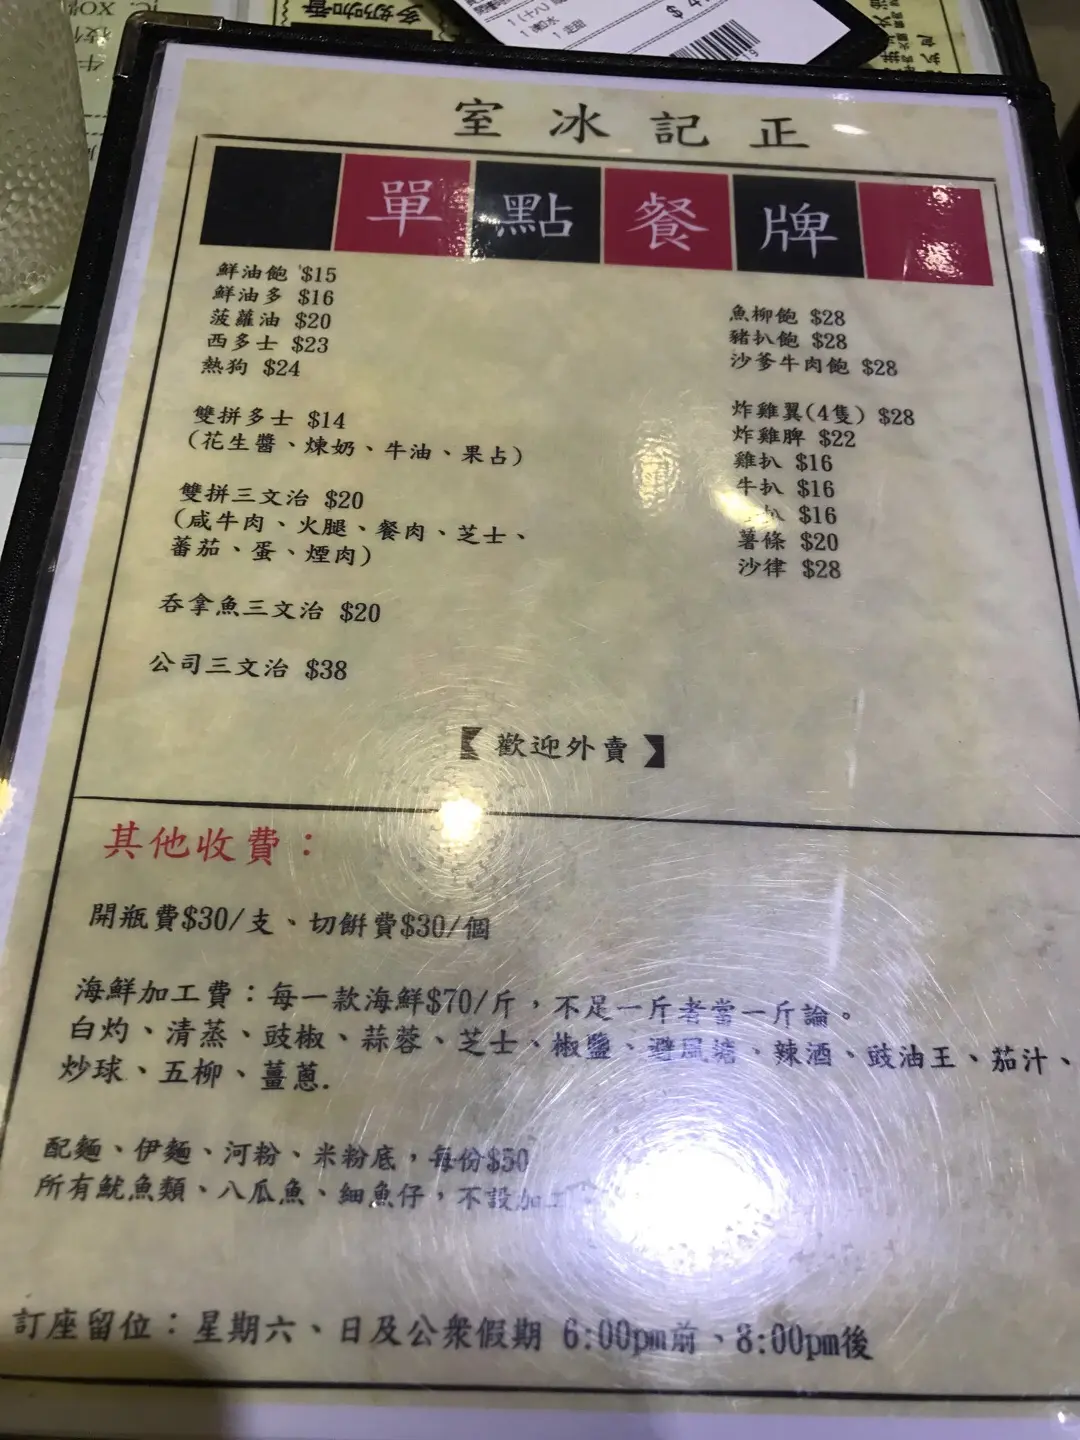 多奶咖香
1 走甜
室冰記正
單點餐牌
鮮油飽 $15
鮮油多 $16
菠蘿油 $20
西多士 $23
熱狗 $24
雙拼多士 $14
(花生醬、煉奶、牛油、果占)
雙拼三文治 $20
(咸牛肉、火腿、餐肉、芝士、
蕃茄、蛋、煙肉)
吞拿魚三文治 $20
公司三文治 $38
魚柳飽 $28
豬扒飽 $28
沙爹牛肉飽 $28
炸雞翼(4隻) $28
炸雞脾 $22
雞扒 $16
牛扒 $16
扒 $16
薯條 $20
沙律 $28
【歡迎外賣】
其他收費：
開瓶費$30/支、切餅費$30/個
海鮮加工費：每一款海鮮$70/斤，不足一斤者當一斤論。
白灼、清蒸、豉椒、蒜蓉、芝士、椒鹽、避風塘、辣酒、豉油王、茄汁、
炒球、五柳、薑蔥.
配麵、伊麵、河粉、米粉底，每份$50
所有魷魚類、八瓜魚、細魚仔，不設加工
訂座留位：星期六、日及公眾假期 6:00pm前、8:00pm後